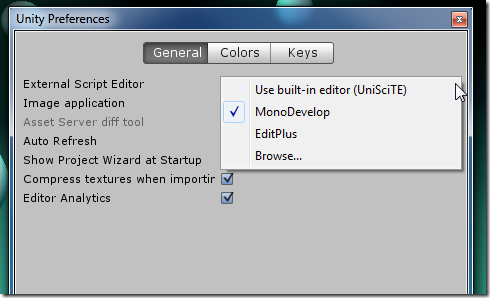 Unity Preferences
General Colors Keys
External Script Editor
Use built-in editor (UniSciTE)
Image application
MonoDevelop
Asset Server diff tool
EditPlus
Auto Refresh
Show Project Wizard at Startup
Browse...
Compress textures when importin
Editor Analytics